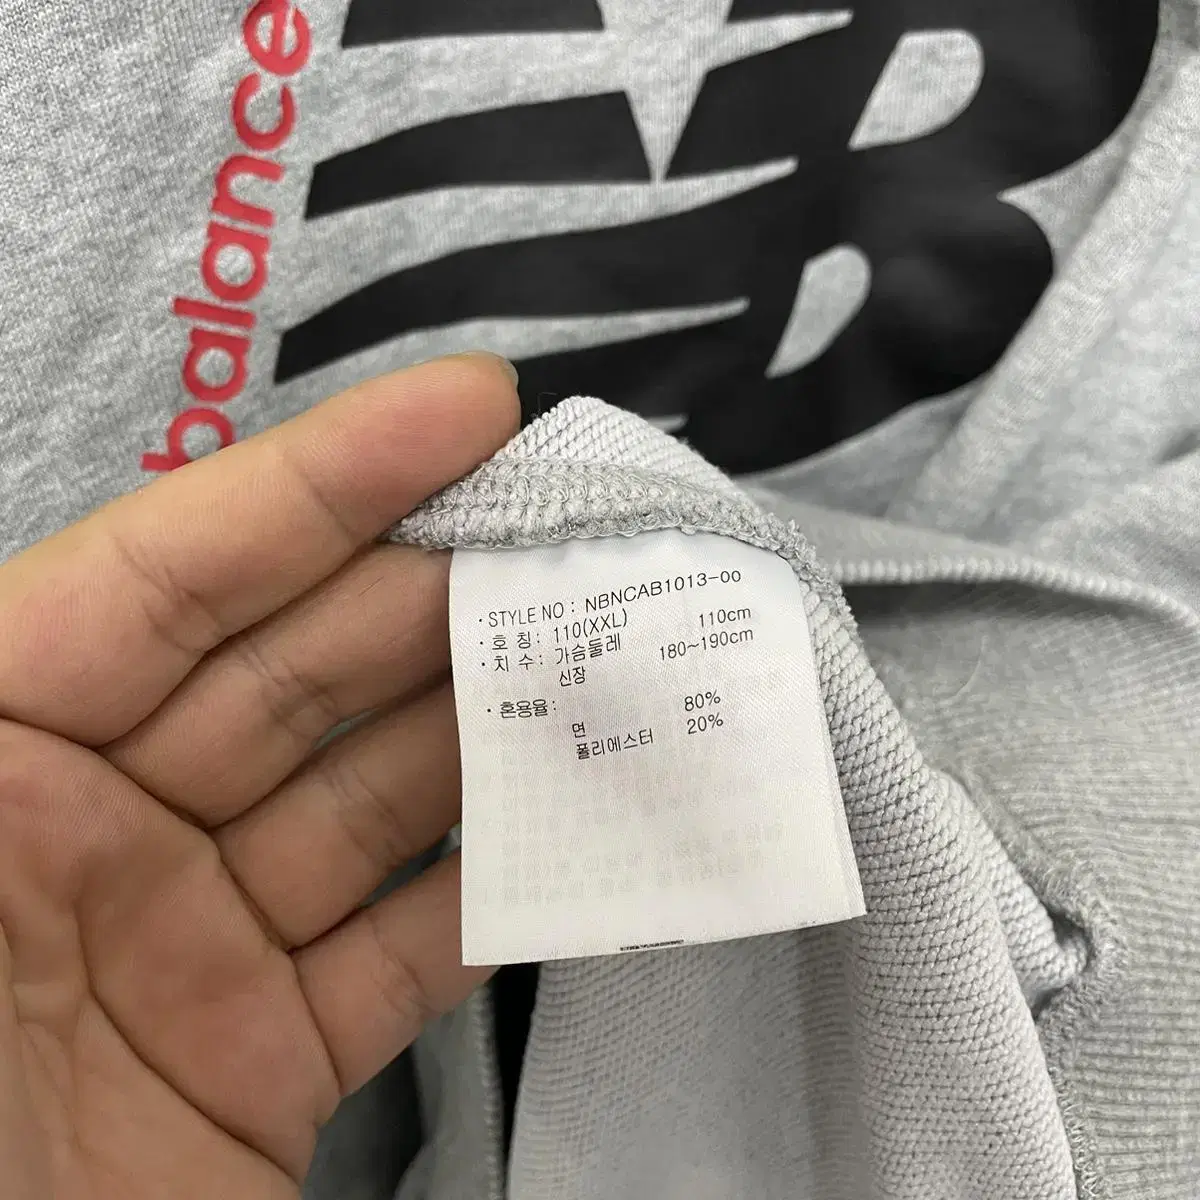 balance
·STYLE NO : NBNCAB1013-00
·호 칭: 110(XXL)
·치 수: 가슴둘레 110cm
신장 180~190cm
·혼용율:
면 80%
폴리에스터 20%